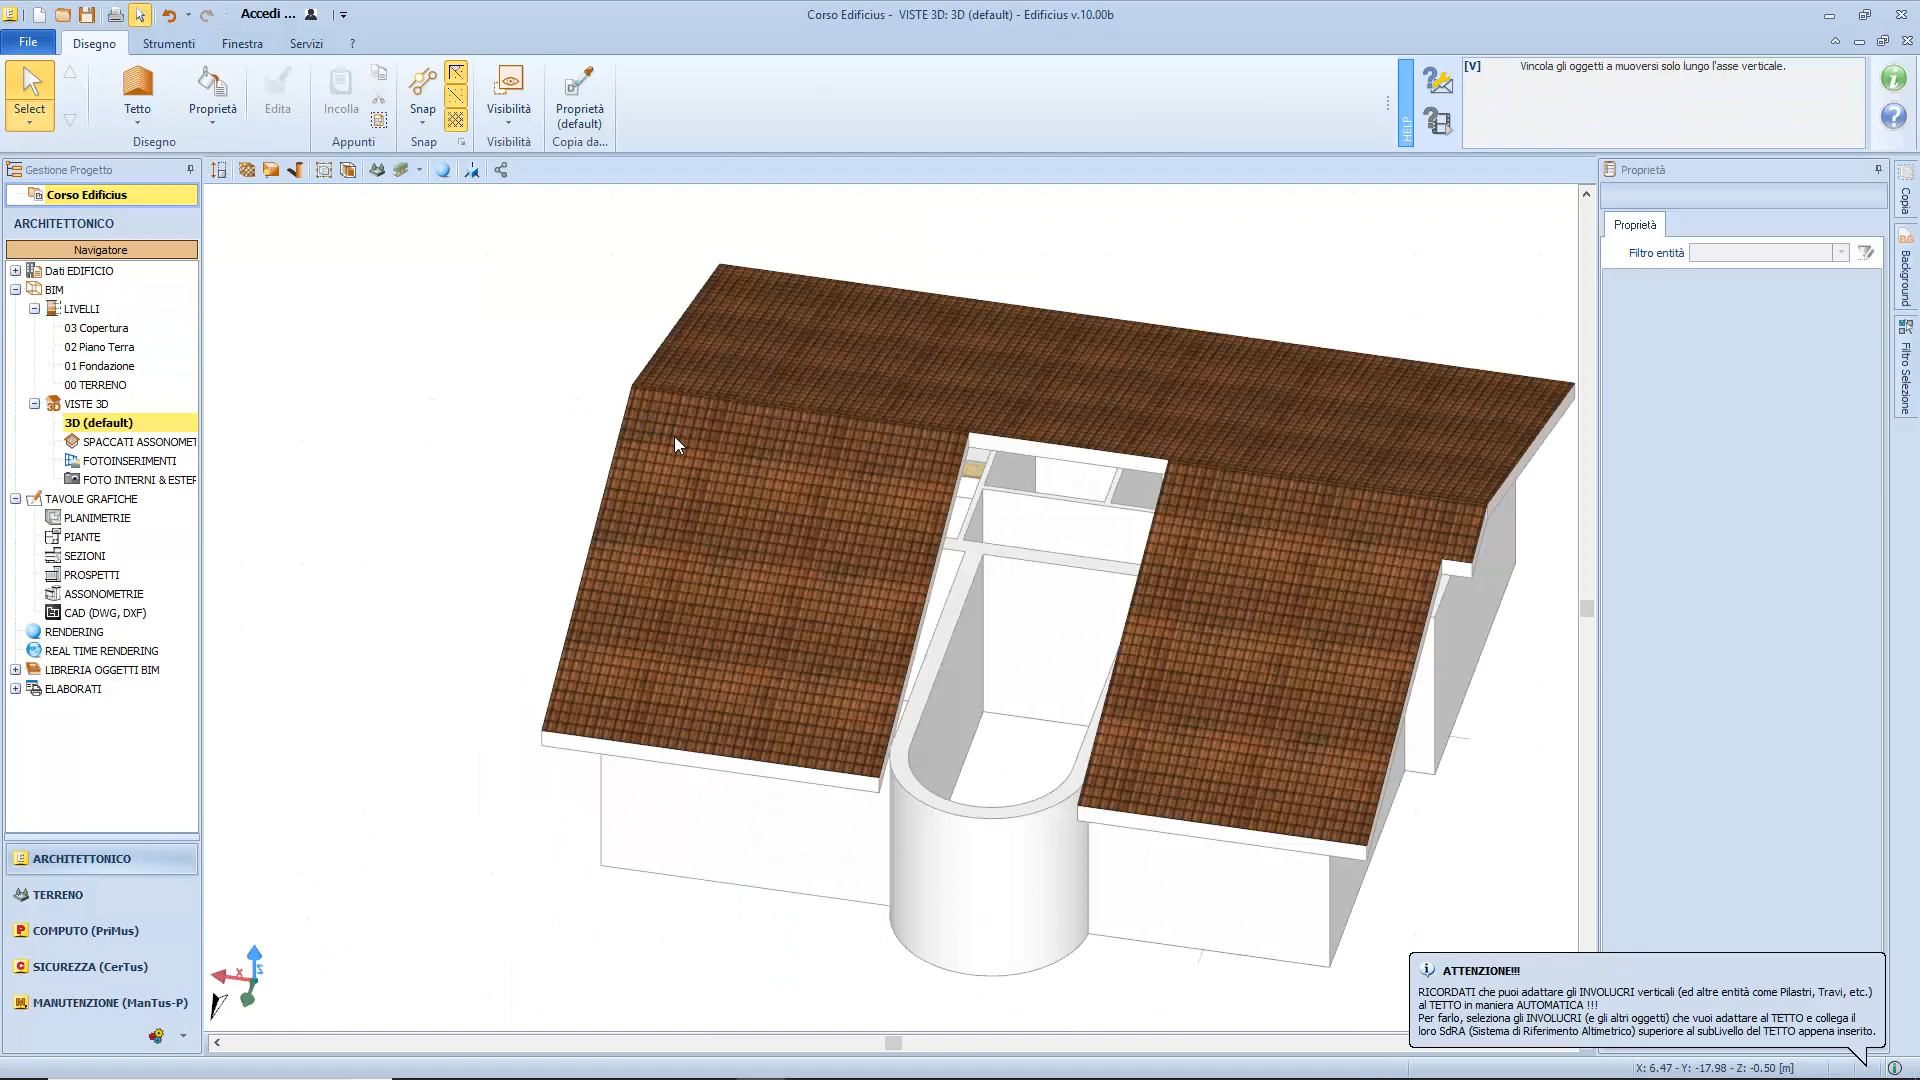 Accedi ...
Corso Edificius - VISTE 3D: 3D (default) - Edificius v.10.00b
File
Disegno
Strumenti
Finestra
Servizi
?
Select
Tetto
Proprietà
Edita
Incolla
Snap
Visibilità
Proprietà
(default)
Disegno
Appunti
Snap
Visibilità
Copia da...
HELP
[V]
Vincola gli oggetti a muoversi solo lungo l'asse verticale.
Gestione Progetto
Corso Edificius
ARCHITETTONICO
Navigatore
Dati EDIFICIO
BIM
LIVELLI
03 Copertura
02 Piano Terra
01 Fondazione
00 TERRENO
VISTE 3D
3D (default)
SPACCATI ASSONOMET
FOTOINSERIMENTI
FOTO INTERNI & ESTER
TAVOLE GRAFICHE
PLANIMETRIE
PIANTE
SEZIONI
PROSPETTI
ASSONOMETRIE
CAD (DWG, DXF)
RENDERING
REAL TIME RENDERING
LIBRERIA OGGETTI BIM
ELABORATI
ARCHITETTONICO
TERRENO
COMPUTO (PriMus)
SICUREZZA (CerTus)
MANUTENZIONE (ManTus-P)
Proprietà
Proprietà
Filtro entità
Copia
Background
Filtro Selezione
ATTENZIONE!!!
RICORDATI che puoi adattare gli INVOLUCRI verticali (ed altre entità come Pilastri, Travi, etc.)
al TETTO in maniera AUTOMATICA !!!
Per farlo, seleziona gli INVOLUCRI (e gli altri oggetti) che vuoi adattare al TETTO e collega il
loro SdRA (Sistema di Riferimento Altimetrico) superiore al subLivello del TETTO appena inserito.
X: 6.47 - Y: -17.98 - Z: -0.50 [m]